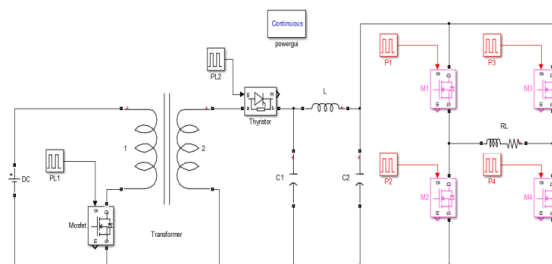 Continuous
powergui
PL2
Thyristor
L
P1
M1
P3
M3
1
2
PL1
DC
Mosfet
Transformer
C1
C2
RL
P2
M2
P4
M4